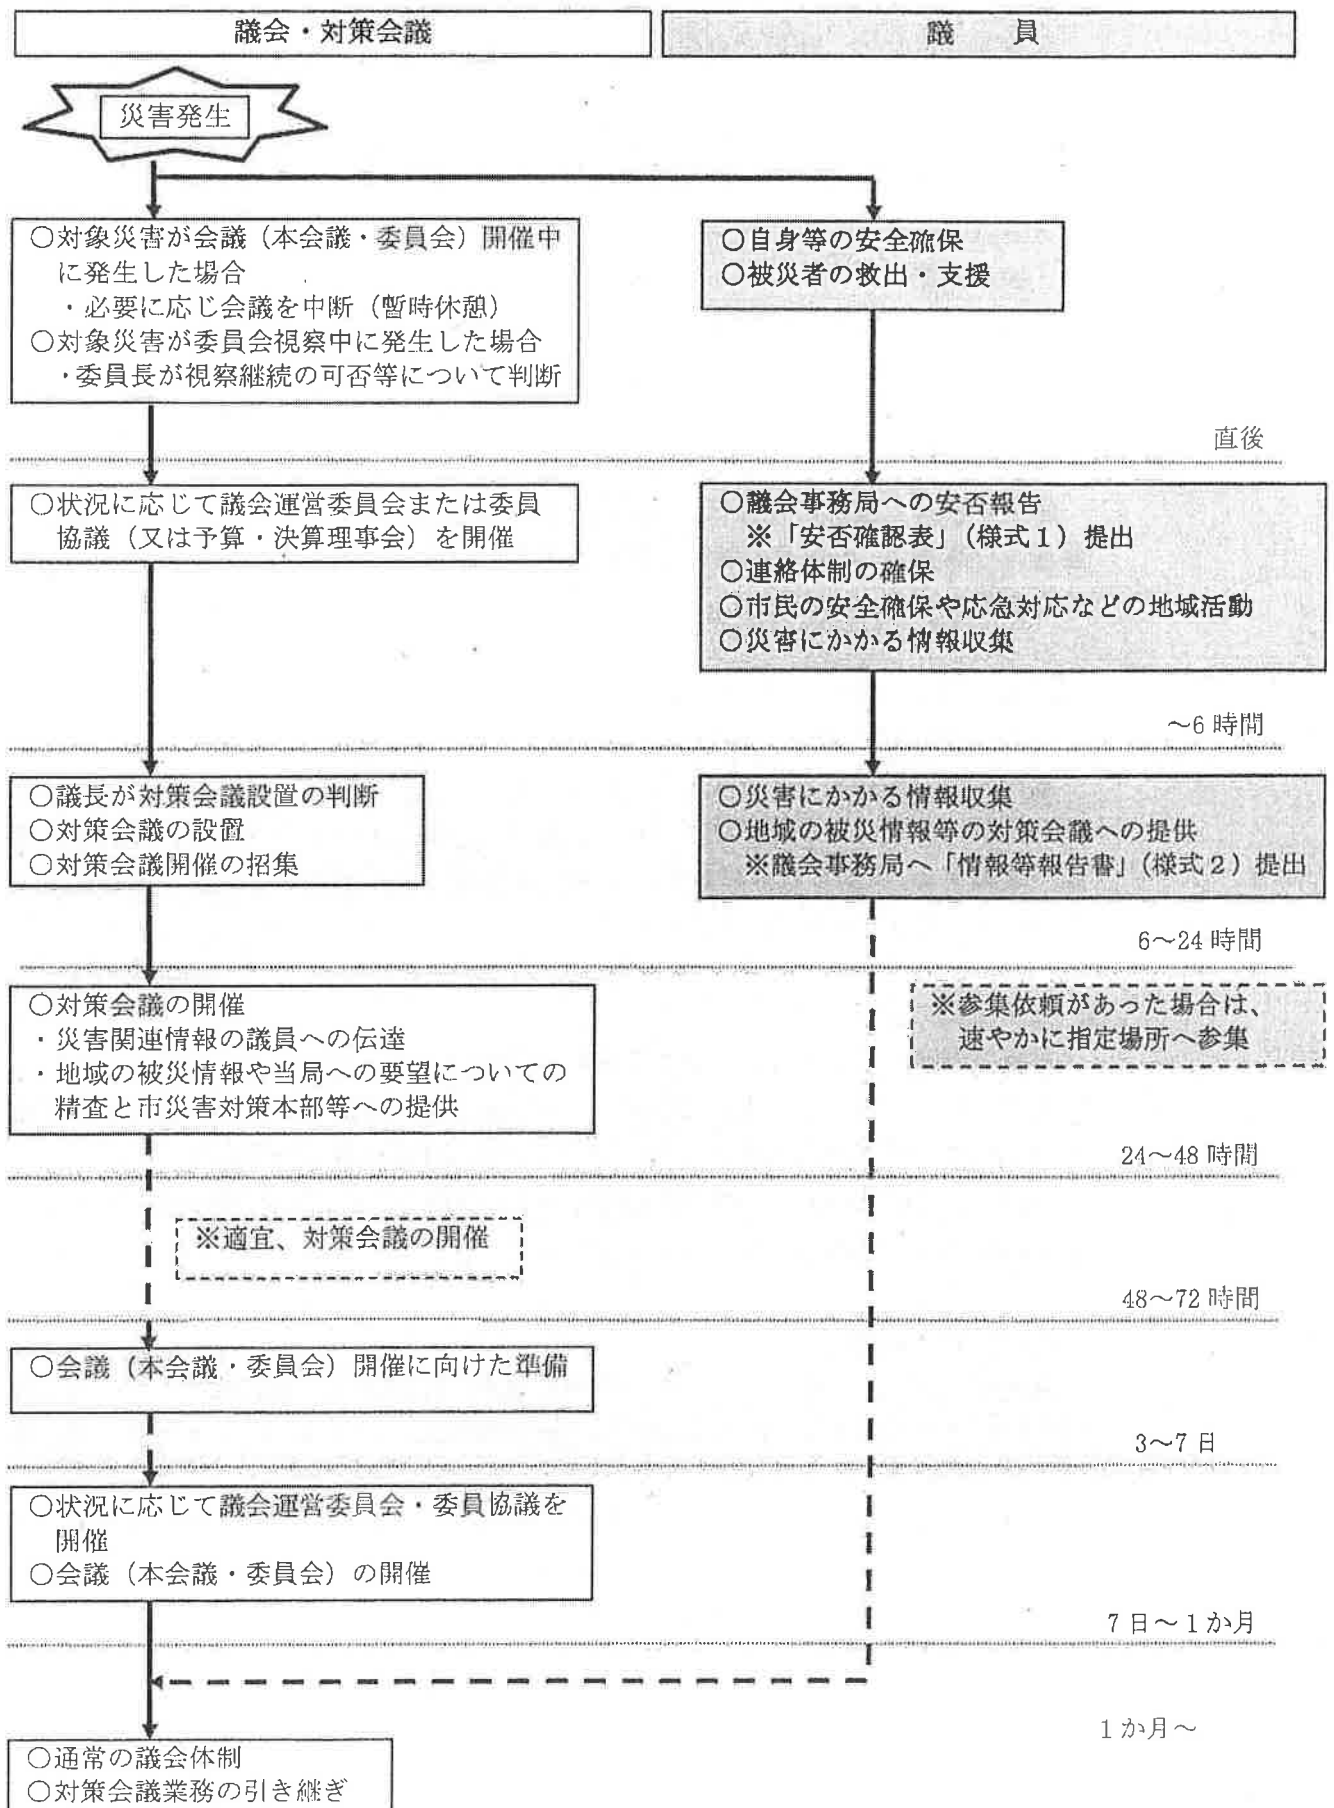 議会・対策会議
議　　員
災害発生
○対象災害が会議（本会議・委員会）開催中
に発生した場合
・必要に応じ会議を中断（暫時休憩）
○対象災害が委員会視察中に発生した場合
・委員長が視察継続の可否等について判断
○自身等の安全確保
○被災者の救出・支援
直後
○状況に応じて議会運営委員会または委員
協議（又は予算・決算理事会）を開催
○議会事務局への安否報告
※「安否確認表」（様式１）提出
○連絡体制の確保
○市民の安全確保や応急対応などの地域活動
○災害にかかる情報収集
～6 時間
○議長が対策会議設置の判断
○対策会議の設置
○対策会議開催の招集
○災害にかかる情報収集
○地域の被災情報等の対策会議への提供
※議会事務局へ「情報等報告書」（様式２）提出
6～24 時間
○対策会議の開催
・災害関連情報の議員への伝達
・地域の被災情報や当局への要望についての
精査と市災害対策本部等への提供
※参集依頼があった場合は、
速やかに指定場所へ参集
24～48 時間
※適宜、対策会議の開催
48～72 時間
○会議（本会議・委員会）開催に向けた準備
3～7 日
○状況に応じて議会運営委員会・委員協議を
開催
○会議（本会議・委員会）の開催
7 日～１か月
１か月～
○通常の議会体制
○対策会議業務の引き継ぎ